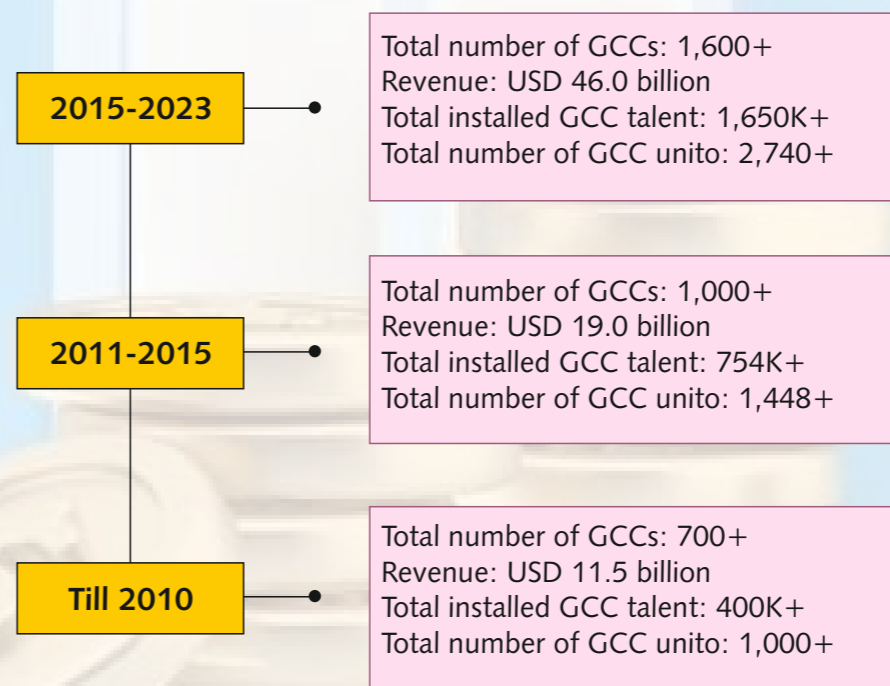 2015-2023
Total number of GCCs: 1,600+
Revenue: USD 46.0 billion
Total installed GCC talent: 1,650K+
Total number of GCC unito: 2,740+
2011-2015
Total number of GCCs: 1,000+
Revenue: USD 19.0 billion
Total installed GCC talent: 754K+
Total number of GCC unito: 1,448+
Till 2010
Total number of GCCs: 700+
Revenue: USD 11.5 billion
Total installed GCC talent: 400K+
Total number of GCC unito: 1,000+